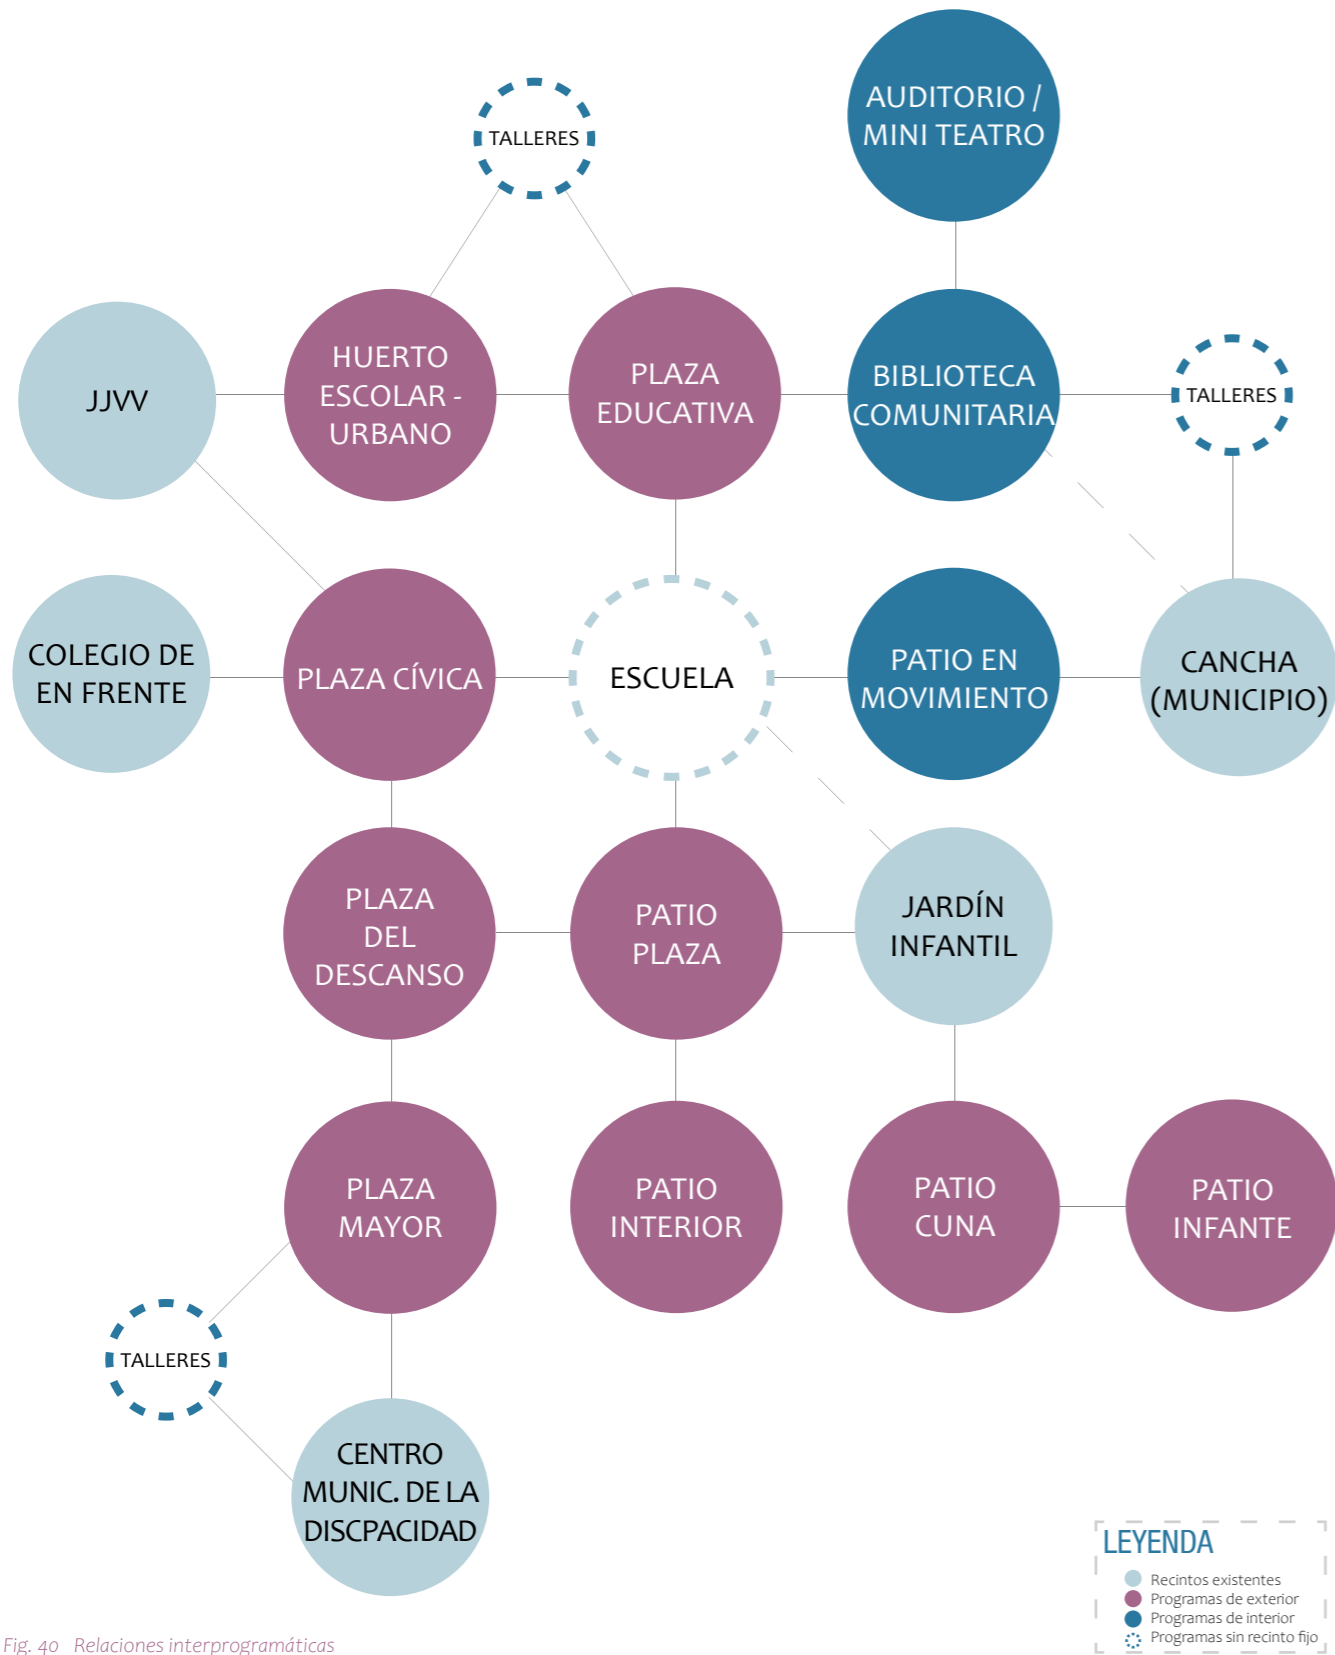 AUDITORIO /
MINI TEATRO
TALLERES
JJVV
HUERTO
ESCOLAR -
URBANO
PLAZA
EDUCATIVA
BIBLIOTECA
COMUNITARIA
TALLERES
COLEGIO DE
EN FRENTE
PLAZA CÍVICA
ESCUELA
PATIO EN
MOVIMIENTO
CANCHA
(MUNICIPIO)
PLAZA
DEL
DESCANSO
PATIO
PLAZA
JARDÍN
INFANTIL
PLAZA
MAYOR
PATIO
INTERIOR
PATIO
CUNA
PATIO
INFANTE
TALLERES
CENTRO
MUNIC. DE LA
DISCPACIDAD
LEYENDA
Recintos existentes
Programas de exterior
Programas de interior
Programas sin recinto fijo
Fig. 40 Relaciones interprogramáticas